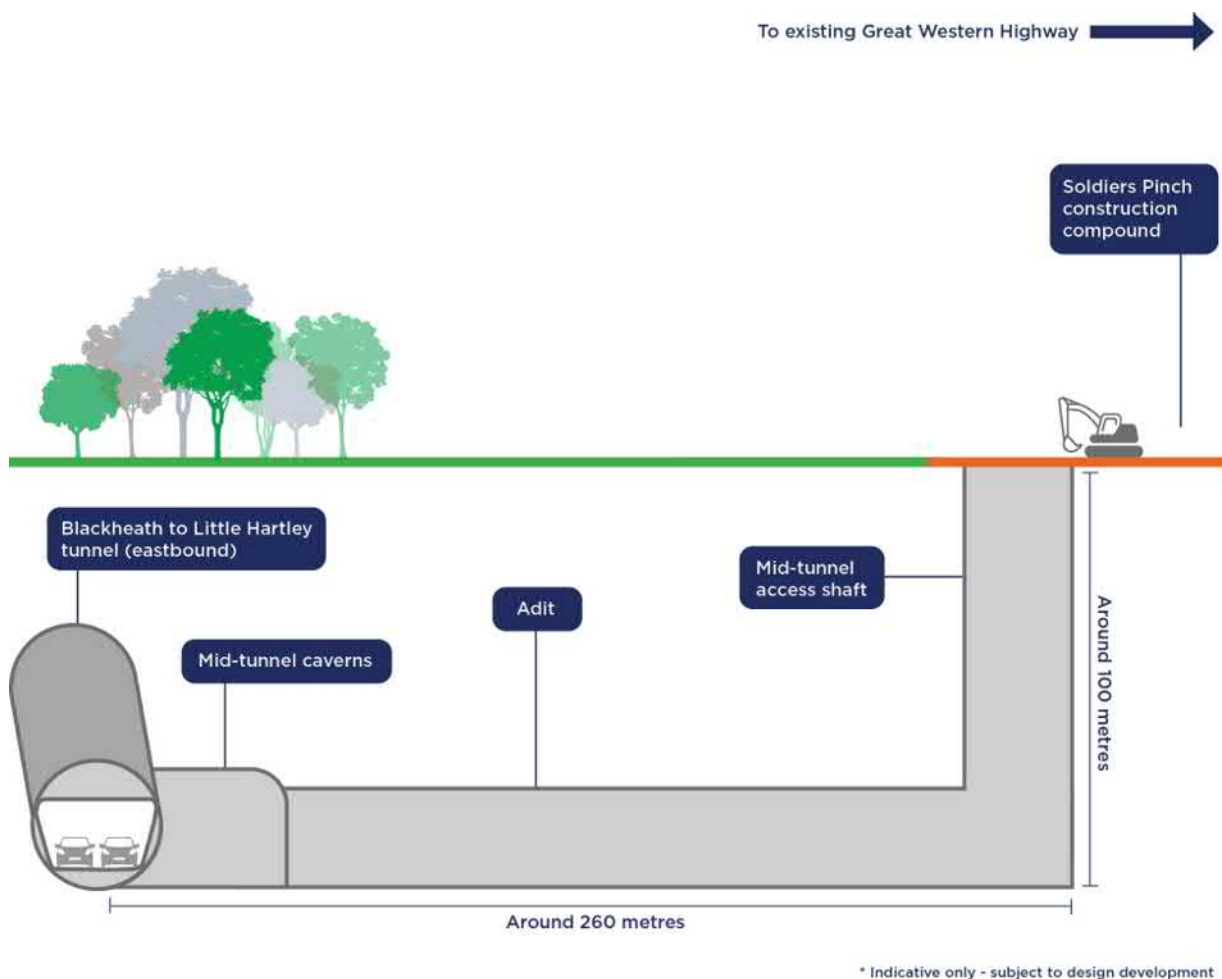 To existing Great Western Highway
Soldiers Pinch
construction
compound
Blackheath to Little Hartley
tunnel (eastbound)
Mid-tunnel
access shaft
Adit
Mid-tunnel caverns
Around 100 metres
Around 260 metres
* Indicative only - subject to design development